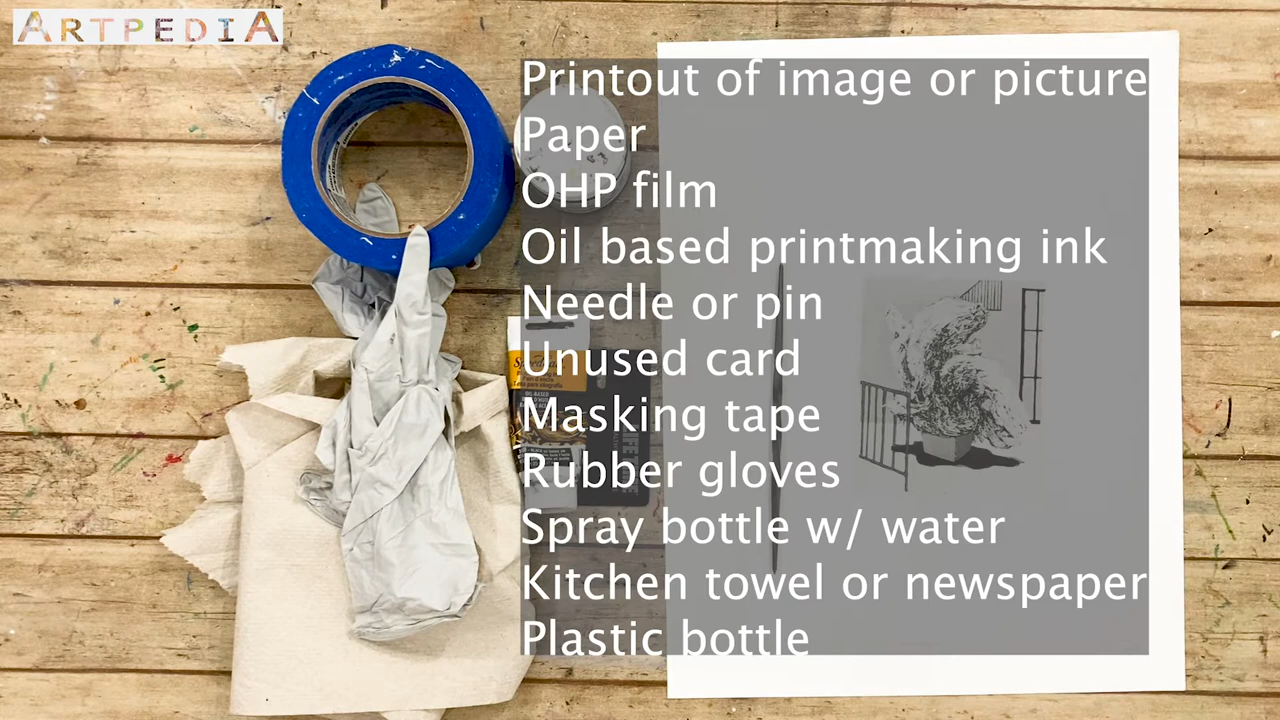 ARTPEDIA
Printout of image or picture
Paper
OHP film
Oil based printmaking ink
Needle or pin
Unused card
Masking tape
Rubber gloves
Spray bottle w/ water
Kitchen towel or newspaper
Plastic bottle